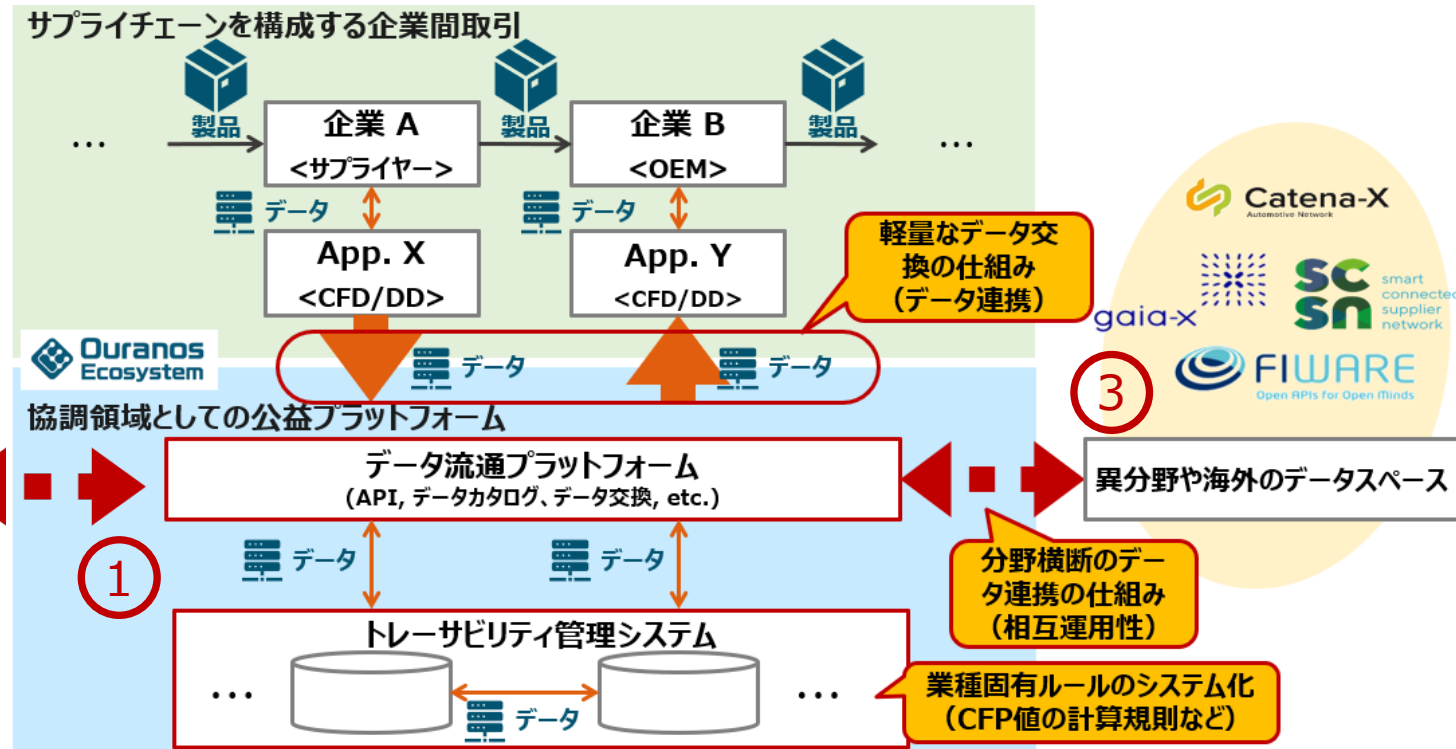 サプライチェーンを構成する企業間取引
製品
製品
製品
…
企業 A
<サプライヤー>
企業 B
<OEM>
…
データ
データ
App. X
<CFD/DD>
App. Y
<CFD/DD>
軽量なデータ交
換の仕組み
（データ連携）
Catena-X
Automotive Network
gaia-x
SC
SN
smart
connected
supplier
network
FIWARE
Open APIs for Open Minds
Ouranos
Ecosystem
データ
データ
3
協調領域としての公益プラットフォーム
データ流通プラットフォーム
(API, データカタログ、データ交換, etc.)
異分野や海外のデータスペース
1
データ
データ
分野横断のデー
タ連携の仕組み
（相互運用性）
トレーサビリティ管理システム
…
…
データ
業種固有ルールのシステム化
（CFP値の計算規則など）